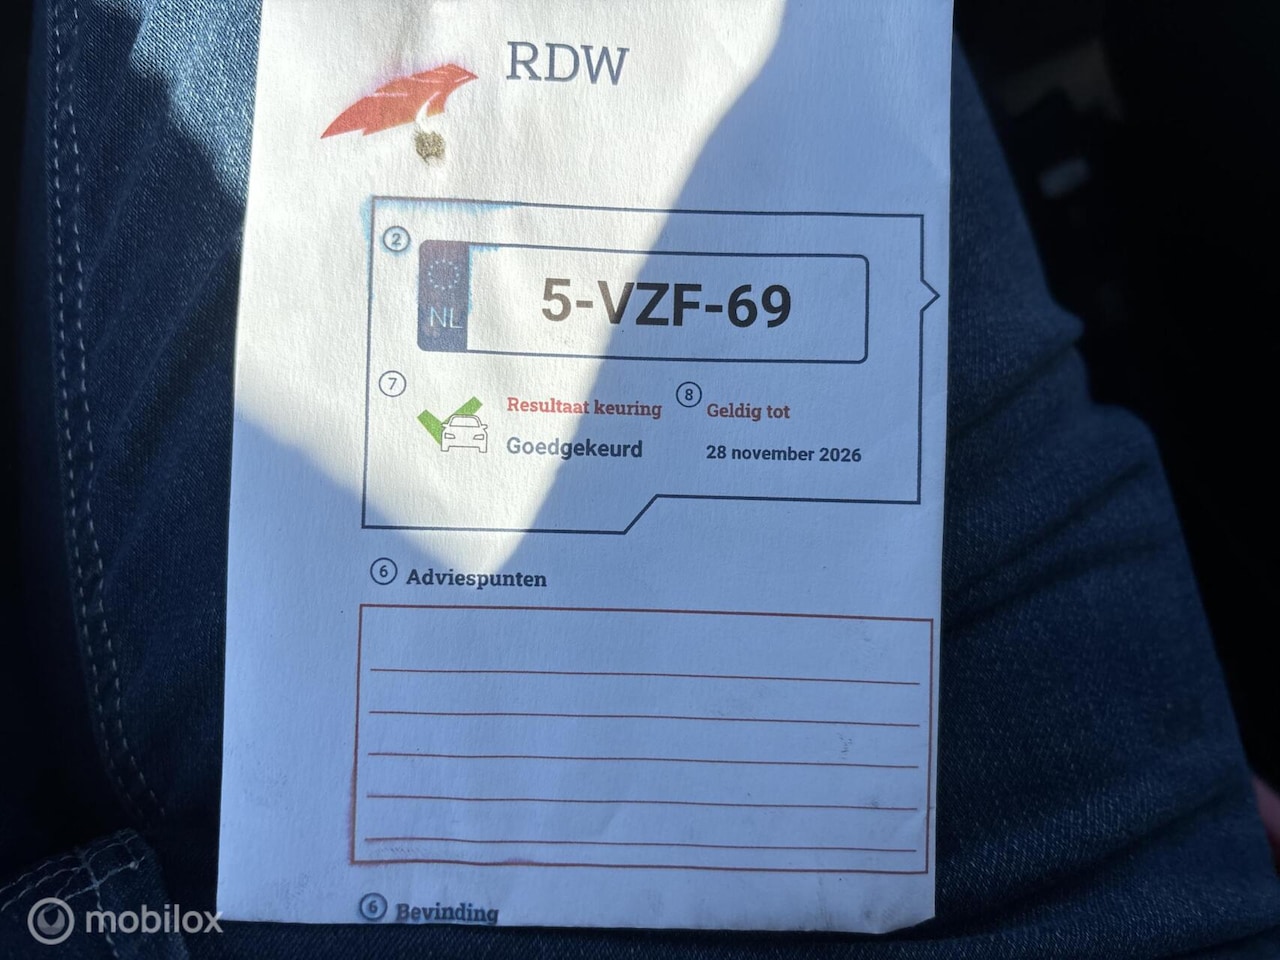 RDW
2
NL
5-VZF-69
7
Resultaat keuring
Goedgekeurd
8
Geldig tot
28 november 2026
6 Adviespunten
6 Bevinding
mobilox